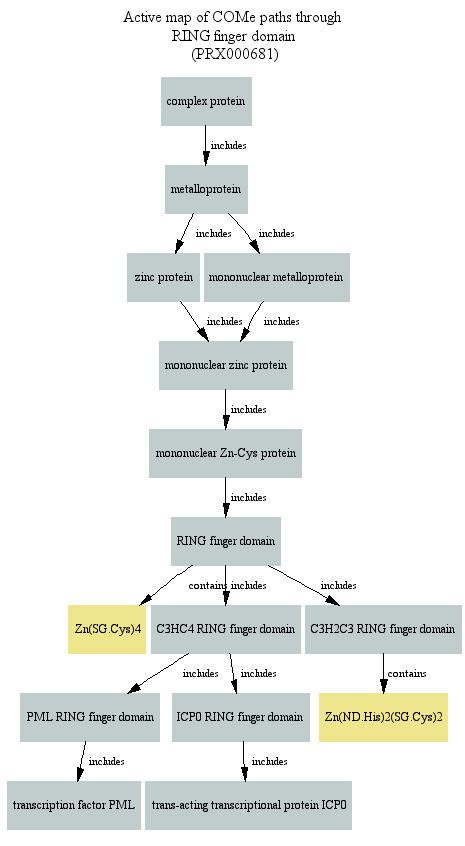 Active map of COMe paths through
RING finger domain
(PRX000681)
complex protein
includes
metalloprotein
includes includes
zinc protein mononuclear metalloprotein
includes includes
mononuclear zinc protein
includes
mononuclear Zn-Cys protein
includes
RING finger domain
contains includes includes
Zn(SG.Cys)4 C3HC4 RING finger domain C3H2C3 RING finger domain
includes includes contains
PML RING finger domain ICP0 RING finger domain Zn(ND.His)2(SG.Cys)2
includes includes
transcription factor PML trans-acting transcriptional protein ICP0